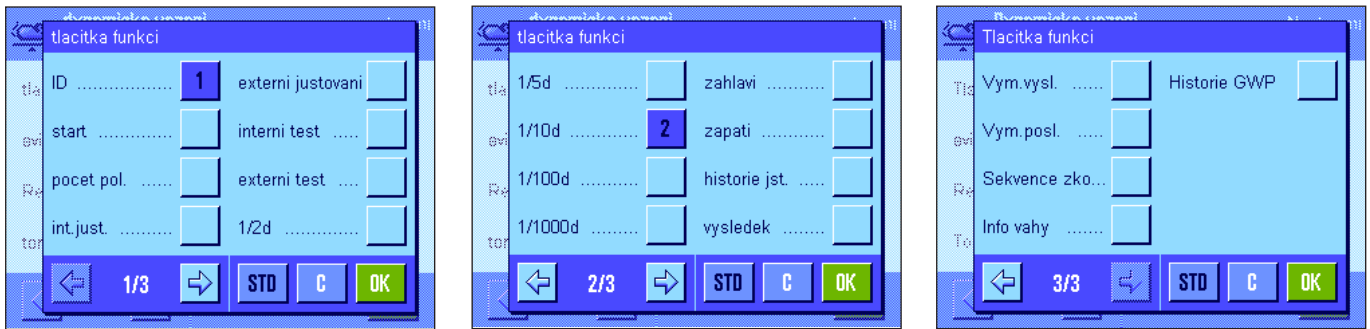 tlacitka funkci
ID .................. 1 externi justovani
start .............. interni test .....
pocet pol. ...... externi test ....
int.just. .......... 1/2d ..............
1/3 STD C OK
tlacitka funkci
1/5d ........... zahlavi .....
1/10d ........... 2 zapati .....
1/100d ........... historie jst. .....
1/1000d ......... vysledek ........
2/3 STD C OK
Tlacitka funkci
Vym.vysl. ...... Historie GWP
Vym.posl. .....
Sekvence zko...
Info vahy ......
3/3 STD C OK